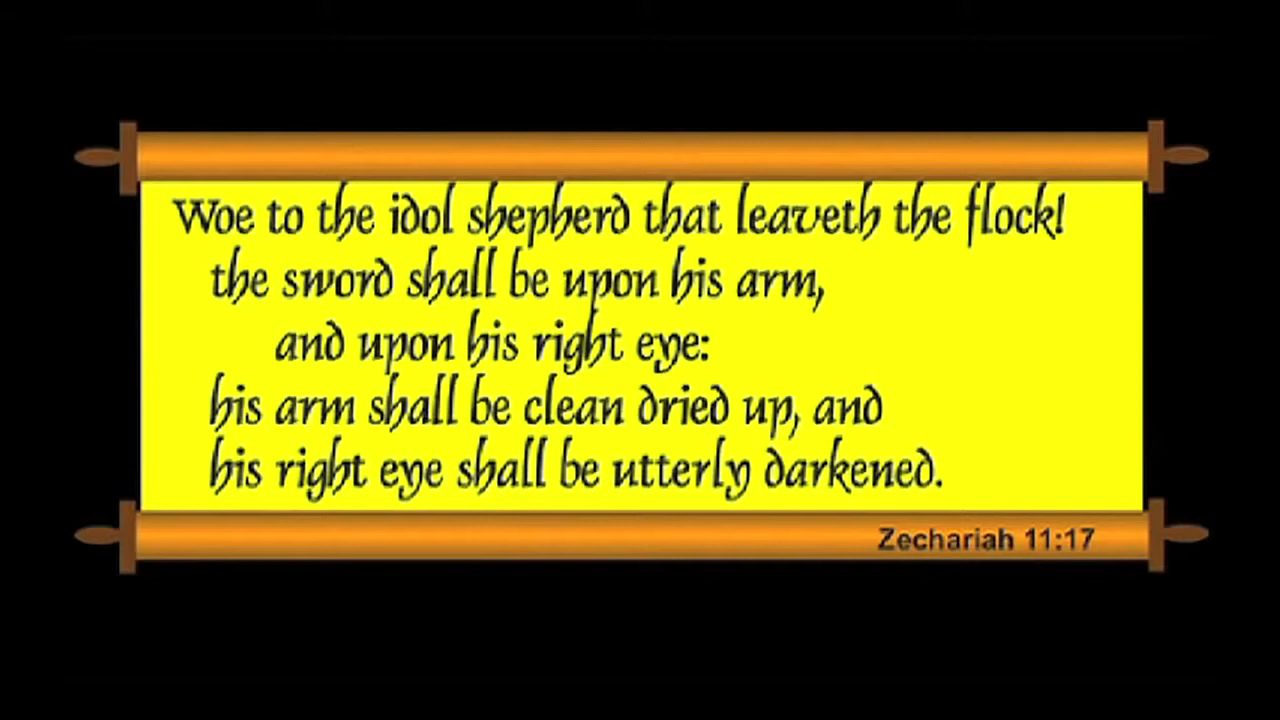 Woe to the idol shepherd that leaveth the flock!
the sword shall be upon his arm,
and upon his right eye:
his arm shall be clean dried up, and
his right eye shall be utterly darkened.
Zechariah 11:17